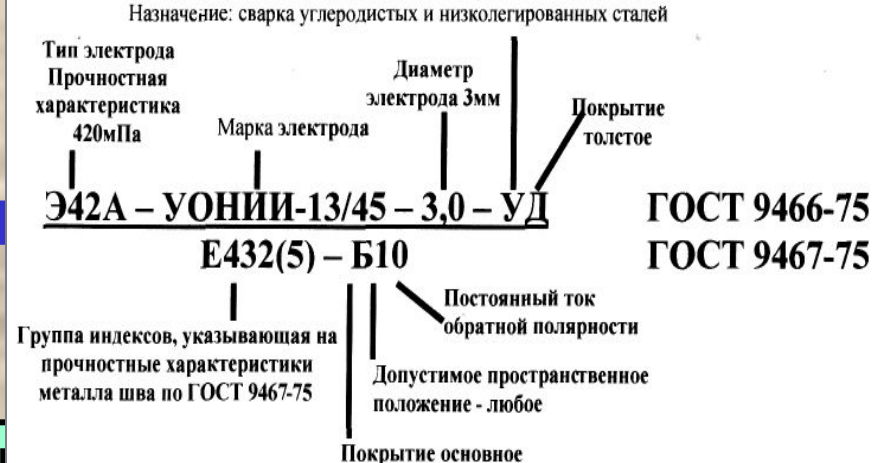 Назначение: сварка углеродистых и низколегированных сталей
Тип электрода
Прочностная
характеристика
420мПа
Марка электрода
Диаметр
электрода 3мм
Покрытие
толстое
Э42А – УОНИИ-13/45 – 3,0 – УД
ГОСТ 9466-75
Е432(5) – Б10
ГОСТ 9467-75
Постоянный ток
обратной полярности
Группа индексов, указывающая на
прочностные характеристики
металла шва по ГОСТ 9467-75
Допустимое пространственное
положение - любое
Покрытие основное